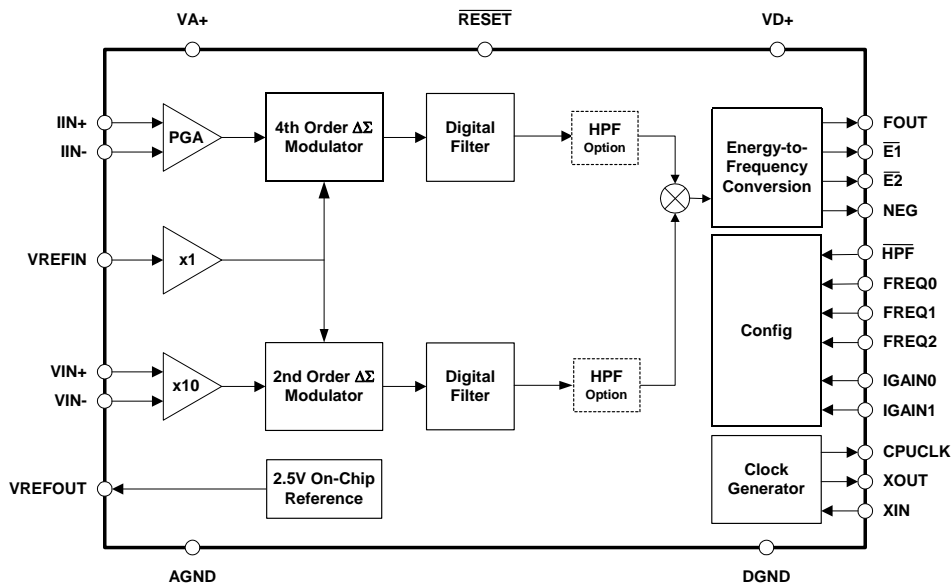 VA+
RESET
VD+
IIN+
IIN-
PGA
4th Order ΔΣ
Modulator
Digital
Filter
HPF
Option
Energy-to-
Frequency
Conversion
FOUT
E1
E2
NEG
VREFIN
x1
HPF
FREQ0
FREQ1
FREQ2
IGAIN0
IGAIN1
Config
VIN+
VIN-
x10
2nd Order ΔΣ
Modulator
Digital
Filter
HPF
Option
VREFOUT
2.5V On-Chip
Reference
Clock
Generator
CPUCLK
XOUT
XIN
AGND
DGND